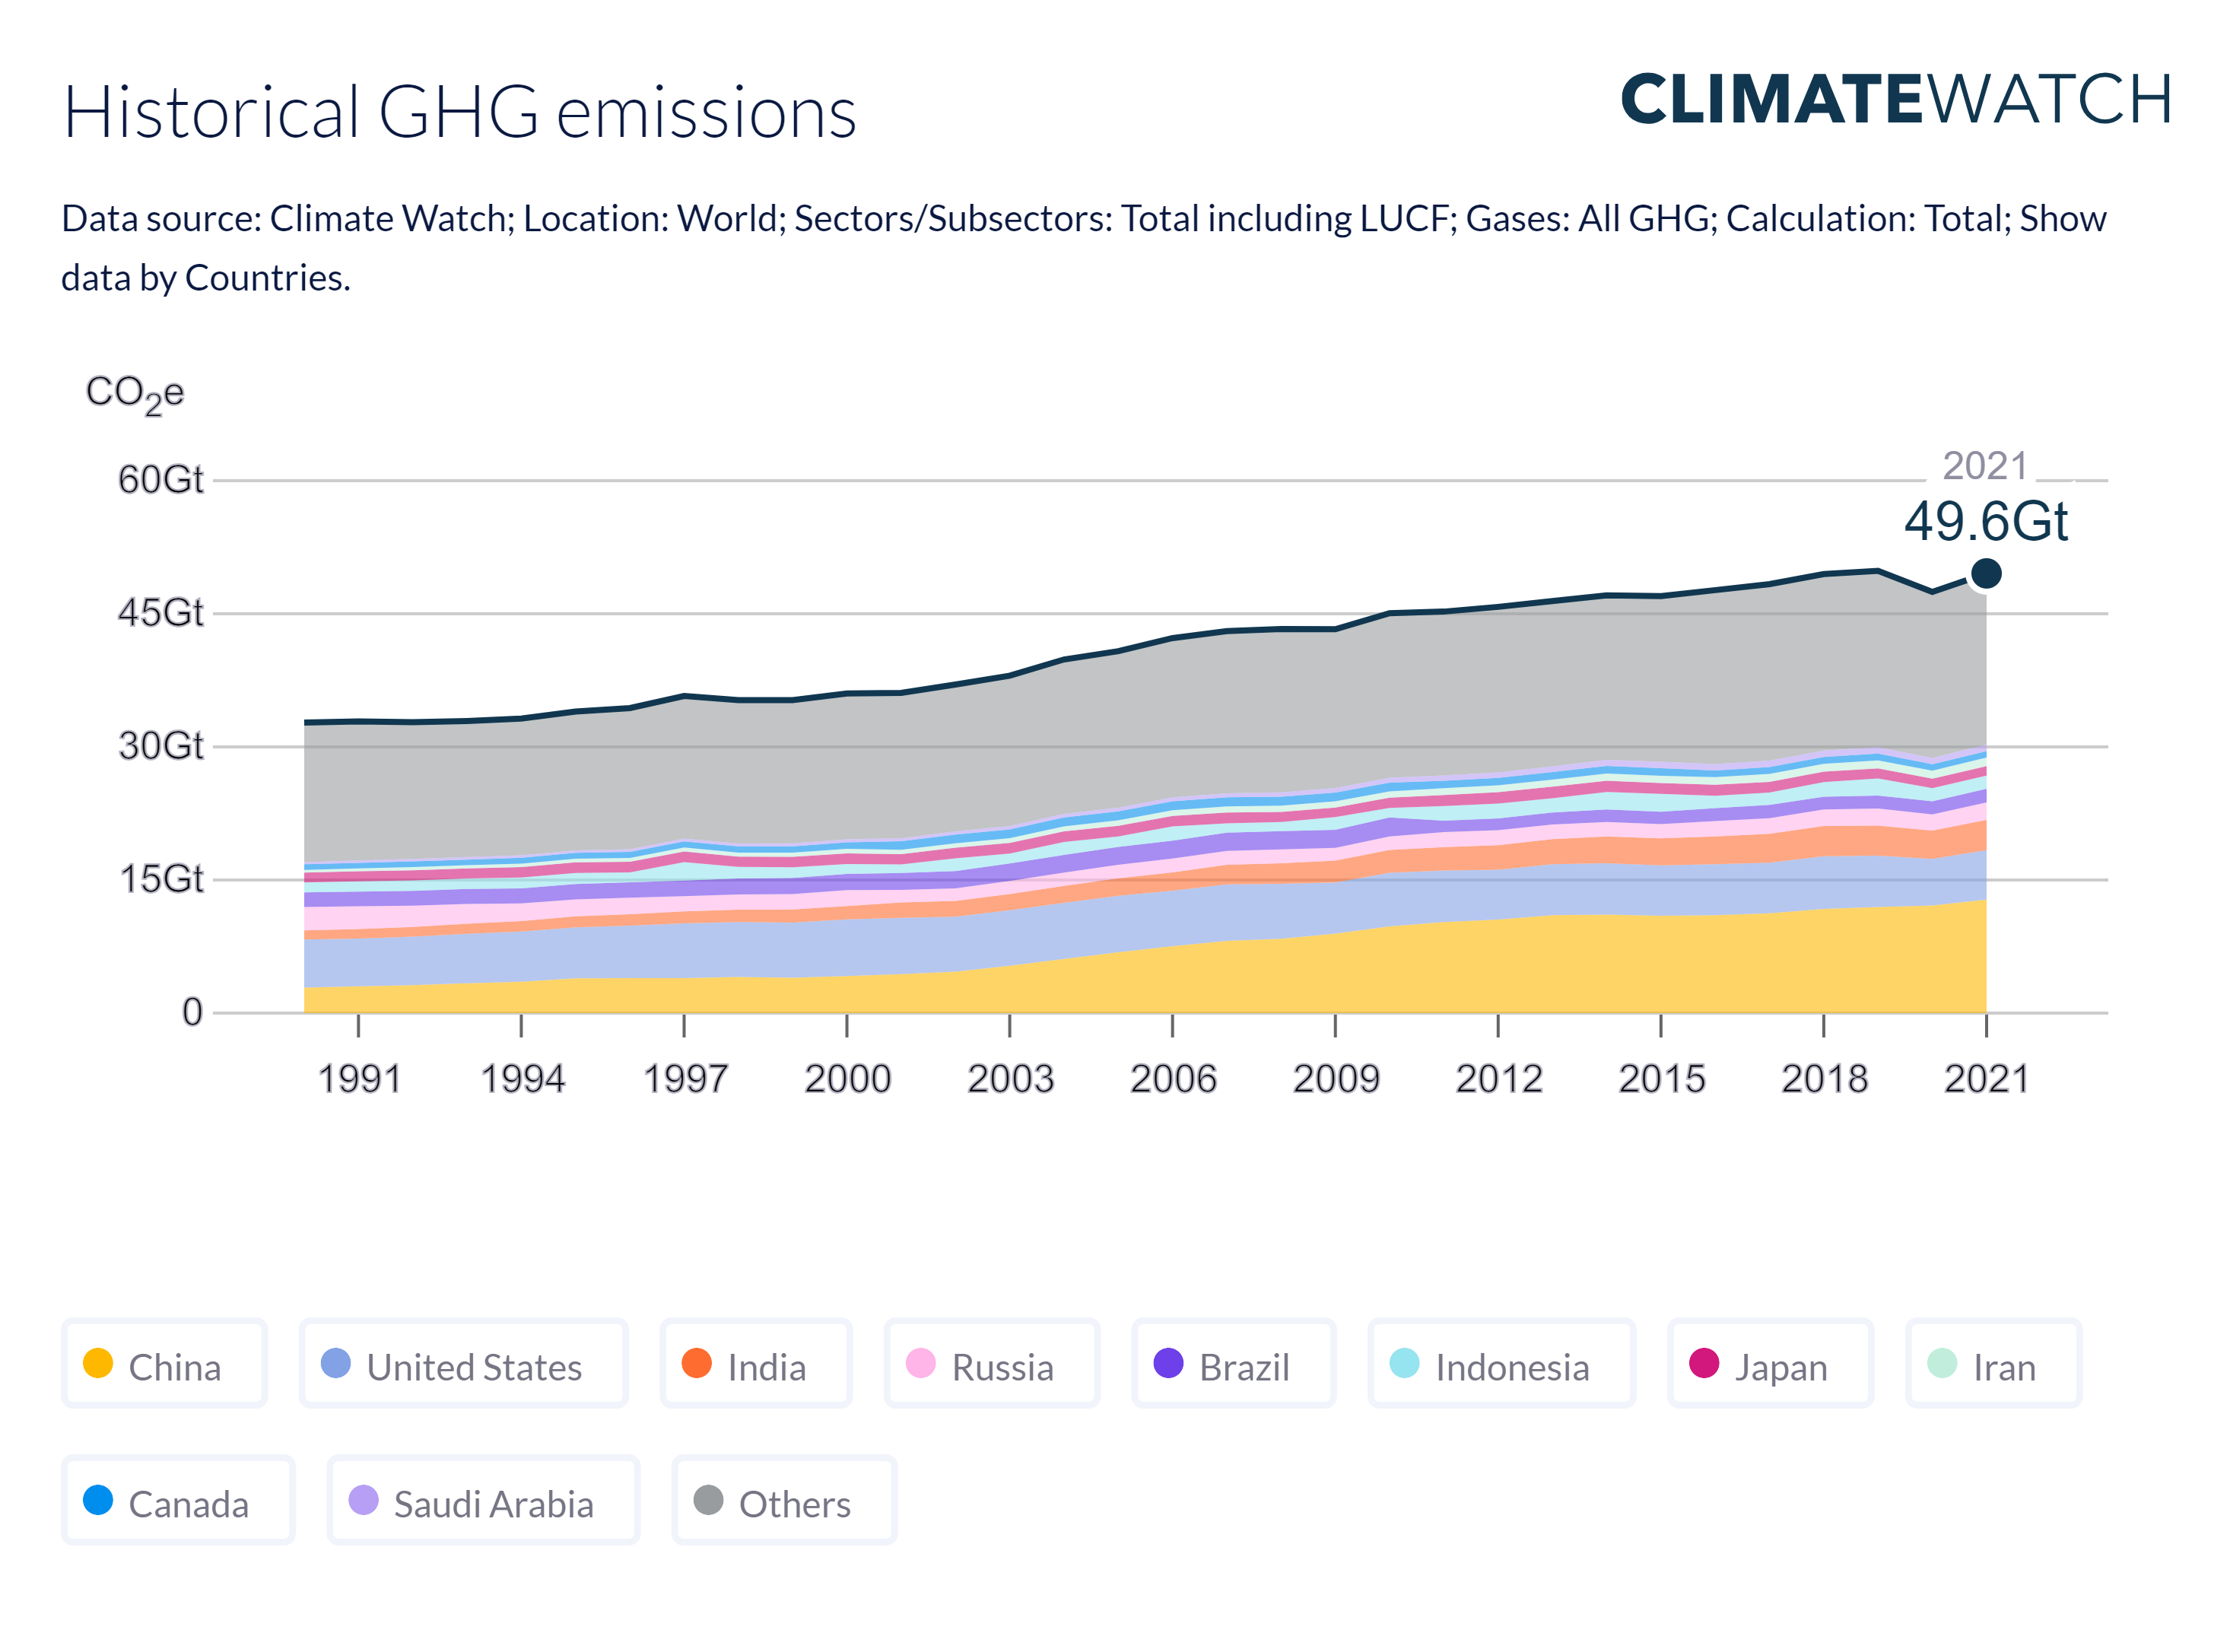 Historical GHG emissions
CLIMATEWATCH
Data source: Climate Watch; Location: World; Sectors/Subsectors: Total including LUCF; Gases: All GHG; Calculation: Total; Show
data by Countries.
CO₂e
60Gt
2021
49.6Gt
45Gt
30Gt
15Gt
0
1991 1994 1997 2000 2003 2006 2009 2012 2015 2018 2021
China United States India Russia Brazil Indonesia Japan Iran
Canada Saudi Arabia Others